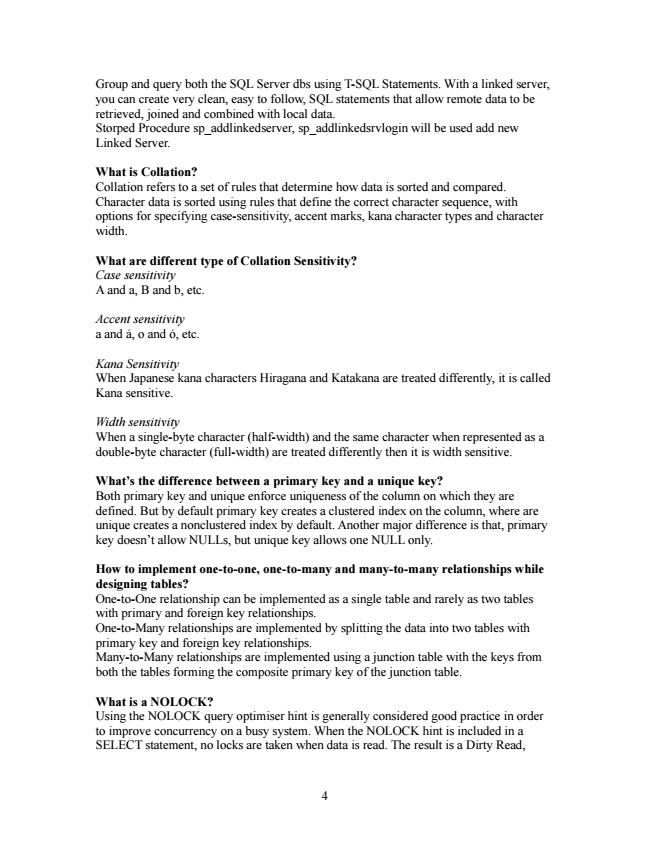 Group and query both the SQL Server dbs using T-SQL Statements. With a linked server,
you can create very clean, easy to follow, SQL statements that allow remote data to be
retrieved, joined and combined with local data.
Storped Procedure sp_addlinkedserver, sp_addlinkedsrvlogin will be used add new
Linked Server.
What is Collation?
Collation refers to a set of rules that determine how data is sorted and compared.
Character data is sorted using rules that define the correct character sequence, with
options for specifying case-sensitivity, accent marks, kana character types and character
width.
What are different type of Collation Sensitivity?
Case sensitivity
A and a, B and b, etc.
Accent sensitivity
a and á, o and ó, etc.
Kana Sensitivity
When Japanese kana characters Hiragana and Katakana are treated differently, it is called
Kana sensitive.
Width sensitivity
When a single-byte character (half-width) and the same character when represented as a
double-byte character (full-width) are treated differently then it is width sensitive.
What’s the difference between a primary key and a unique key?
Both primary key and unique enforce uniqueness of the column on which they are
defined. But by default primary key creates a clustered index on the column, where are
unique creates a nonclustered index by default. Another major difference is that, primary
key doesn’t allow NULLs, but unique key allows one NULL only.
How to implement one-to-one, one-to-many and many-to-many relationships while
designing tables?
One-to-One relationship can be implemented as a single table and rarely as two tables
with primary and foreign key relationships.
One-to-Many relationships are implemented by splitting the data into two tables with
primary key and foreign key relationships.
Many-to-Many relationships are implemented using a junction table with the keys from
both the tables forming the composite primary key of the junction table.
What is a NOLOCK?
Using the NOLOCK query optimiser hint is generally considered good practice in order
to improve concurrency on a busy system. When the NOLOCK hint is included in a
SELECT statement, no locks are taken when data is read. The result is a Dirty Read,
4